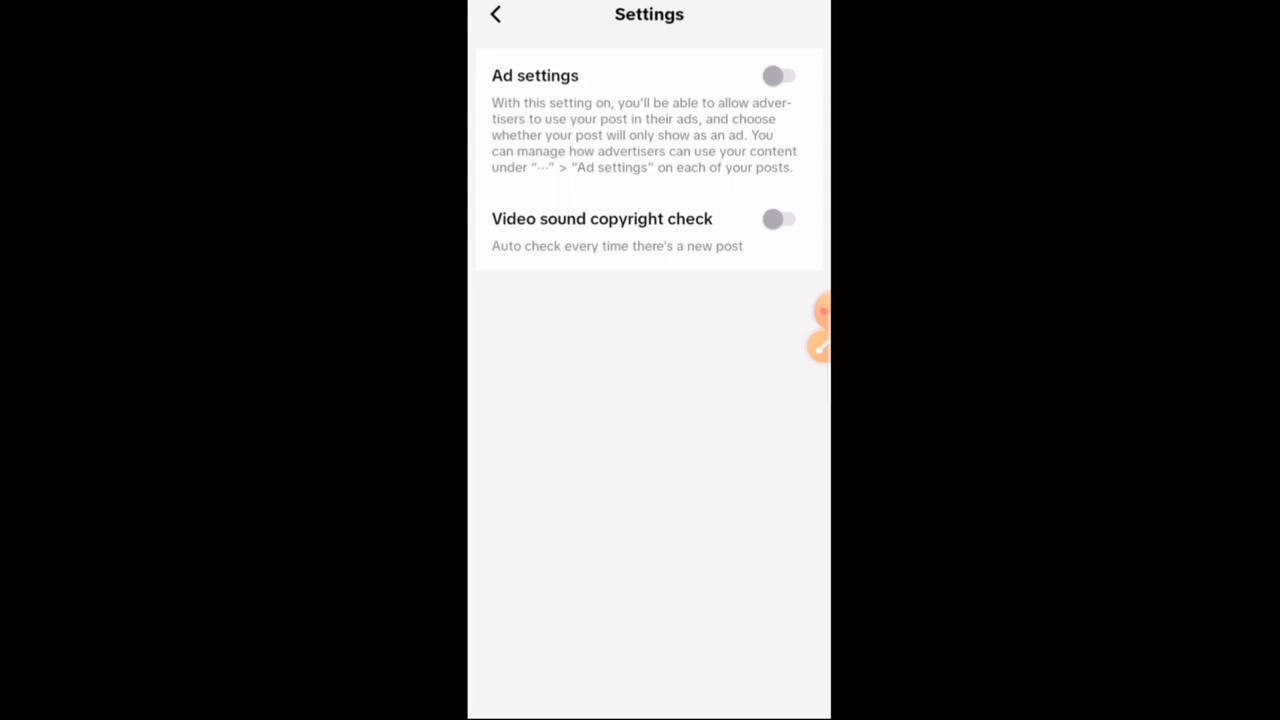 Settings
Ad settings
With this setting on, you'll be able to allow adver-
tisers to use your post in their ads, and choose
whether your post will only show as an ad. You
can manage how advertisers can use your content
under “···” > “Ad settings” on each of your posts.
Video sound copyright check
Auto check every time there's a new post